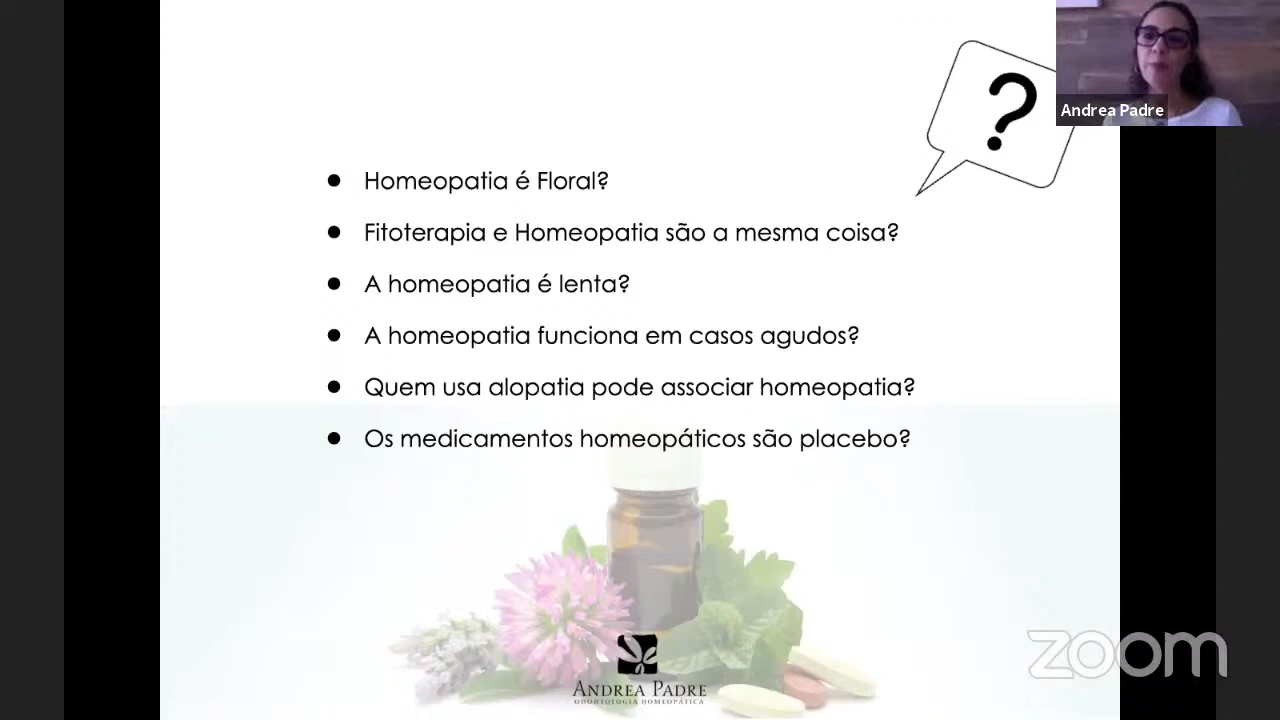 ?
Andrea Padre
Homeopatia é Floral?
Fitoterapia e Homeopatia são a mesma coisa?
A homeopatia é lenta?
A homeopatia funciona em casos agudos?
Quem usa alopatia pode associar homeopatia?
Os medicamentos homeopáticos são placebo?
ANDREA PADRE
ODONTOLOGIA HOMEOPÁTICA
zoom